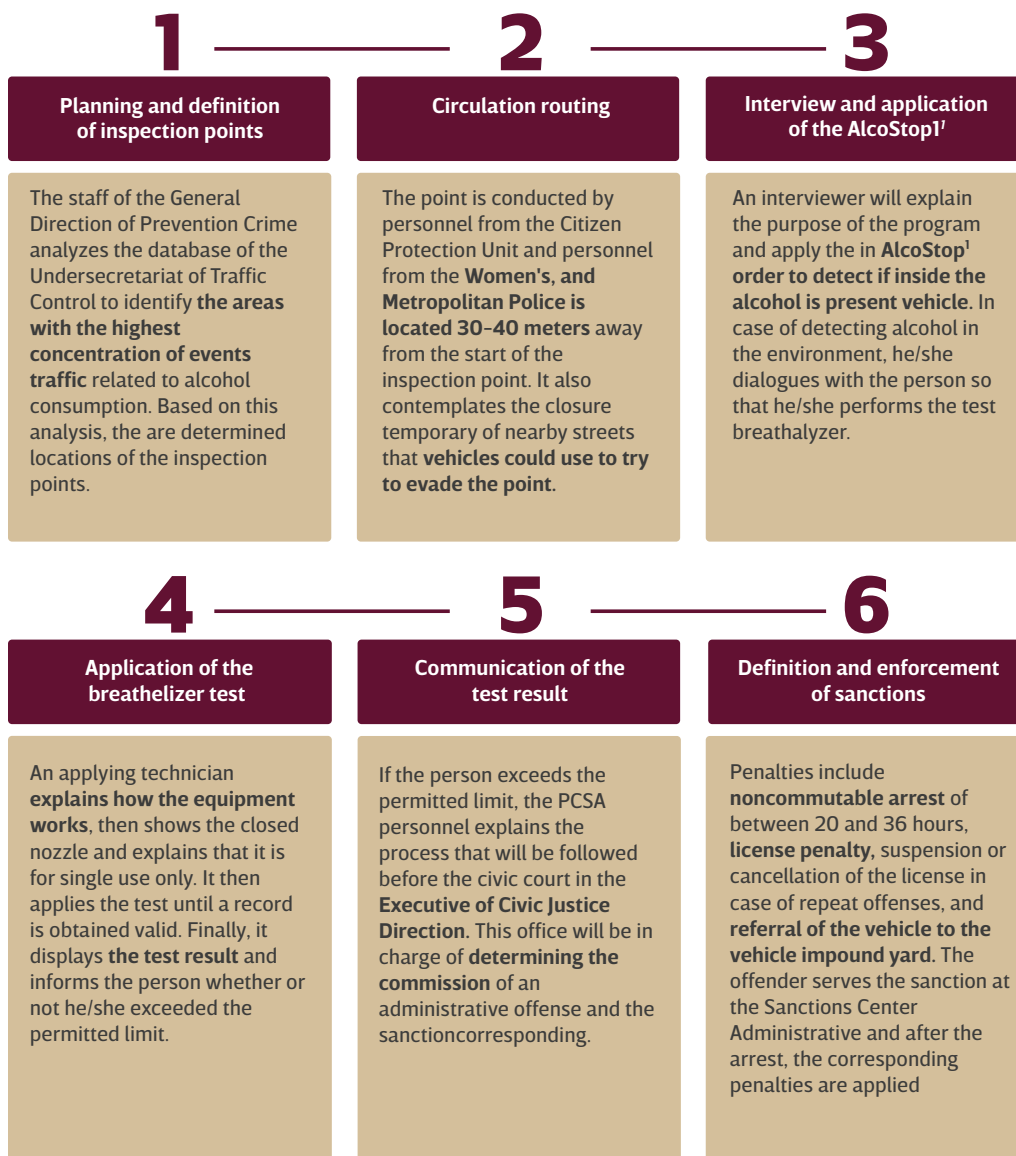 1
2
3
Planning and definition
of inspection points
Circulation routing
Interview and application
of the AlcoStop1¹
The staff of the General
Direction of Prevention Crime
analyzes the database of the
Undersecretariat of Traffic
Control to identify the areas
with the highest
concentration of events
traffic related to alcohol
consumption. Based on this
analysis, the are determined
locations of the inspection
points.
The point is conducted by
personnel from the Citizen
Protection Unit and personnel
from the Women's, and
Metropolitan Police is
located 30-40 meters away
from the start of the
inspection point. It also
contemplates the closure
temporary of nearby streets
that vehicles could use to try
to evade the point.
An interviewer will explain
the purpose of the program
and apply the in AlcoStop¹
order to detect if inside the
alcohol is present vehicle. In
case of detecting alcohol in
the environment, he/she
dialogues with the person so
that he/she performs the test
breathalyzer.
4
5
6
Application of the
breathelizer test
Communication of the
test result
Definition and enforcement
of sanctions
An applying technician
explains how the equipment
works, then shows the closed
nozzle and explains that it is
for single use only. It then
applies the test until a record
is obtained valid. Finally, it
displays the test result and
informs the person whether or
not he/she exceeded the
permitted limit.
If the person exceeds the
permitted limit, the PCSA
personnel explains the
process that will be followed
before the civic court in the
Executive of Civic Justice
Direction. This office will be in
charge of determining the
commission of an
administrative offense and the
sanctioncorresponding.
Penalties include
noncommutable arrest of
between 20 and 36 hours,
license penalty, suspension or
cancellation of the license in
case of repeat offenses, and
referral of the vehicle to the
vehicle impound yard. The
offender serves the sanction at
the Sanctions Center
Administrative and after the
arrest, the corresponding
penalties are applied